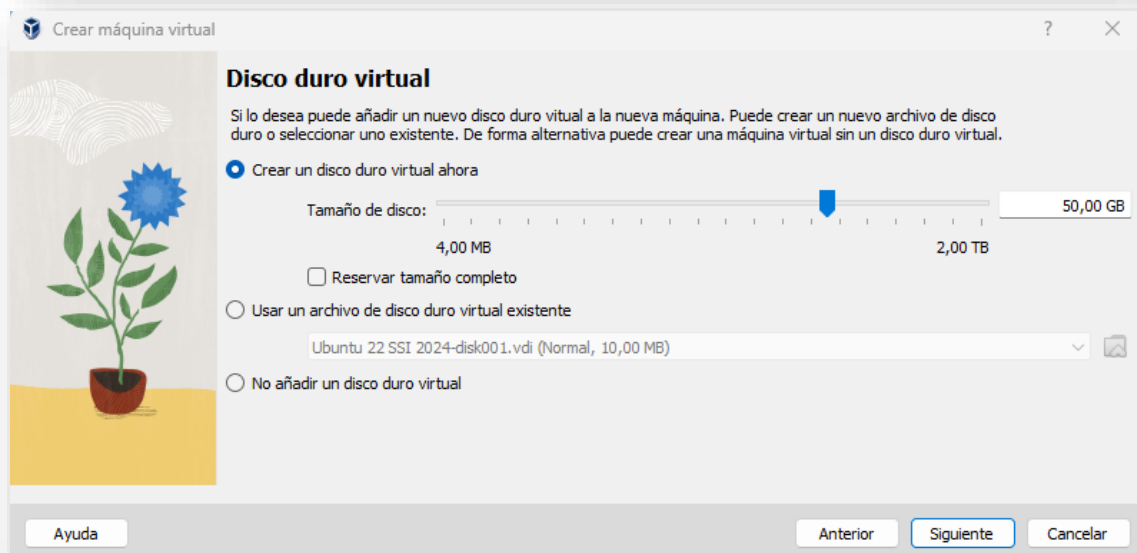 Crear máquina virtual
?
Disco duro virtual
Si lo desea puede añadir un nuevo disco duro vitual a la nueva máquina. Puede crear un nuevo archivo de disco
duro o seleccionar uno existente. De forma alternativa puede crear una máquina virtual sin un disco duro virtual.
Crear un disco duro virtual ahora
Tamaño de disco: 50,00 GB
4,00 MB 2,00 TB
Reservar tamaño completo
Usar un archivo de disco duro virtual existente
Ubuntu 22 SSI 2024-disk001.vdi (Normal, 10,00 MB)
No añadir un disco duro virtual
Ayuda Anterior Siguiente Cancelar